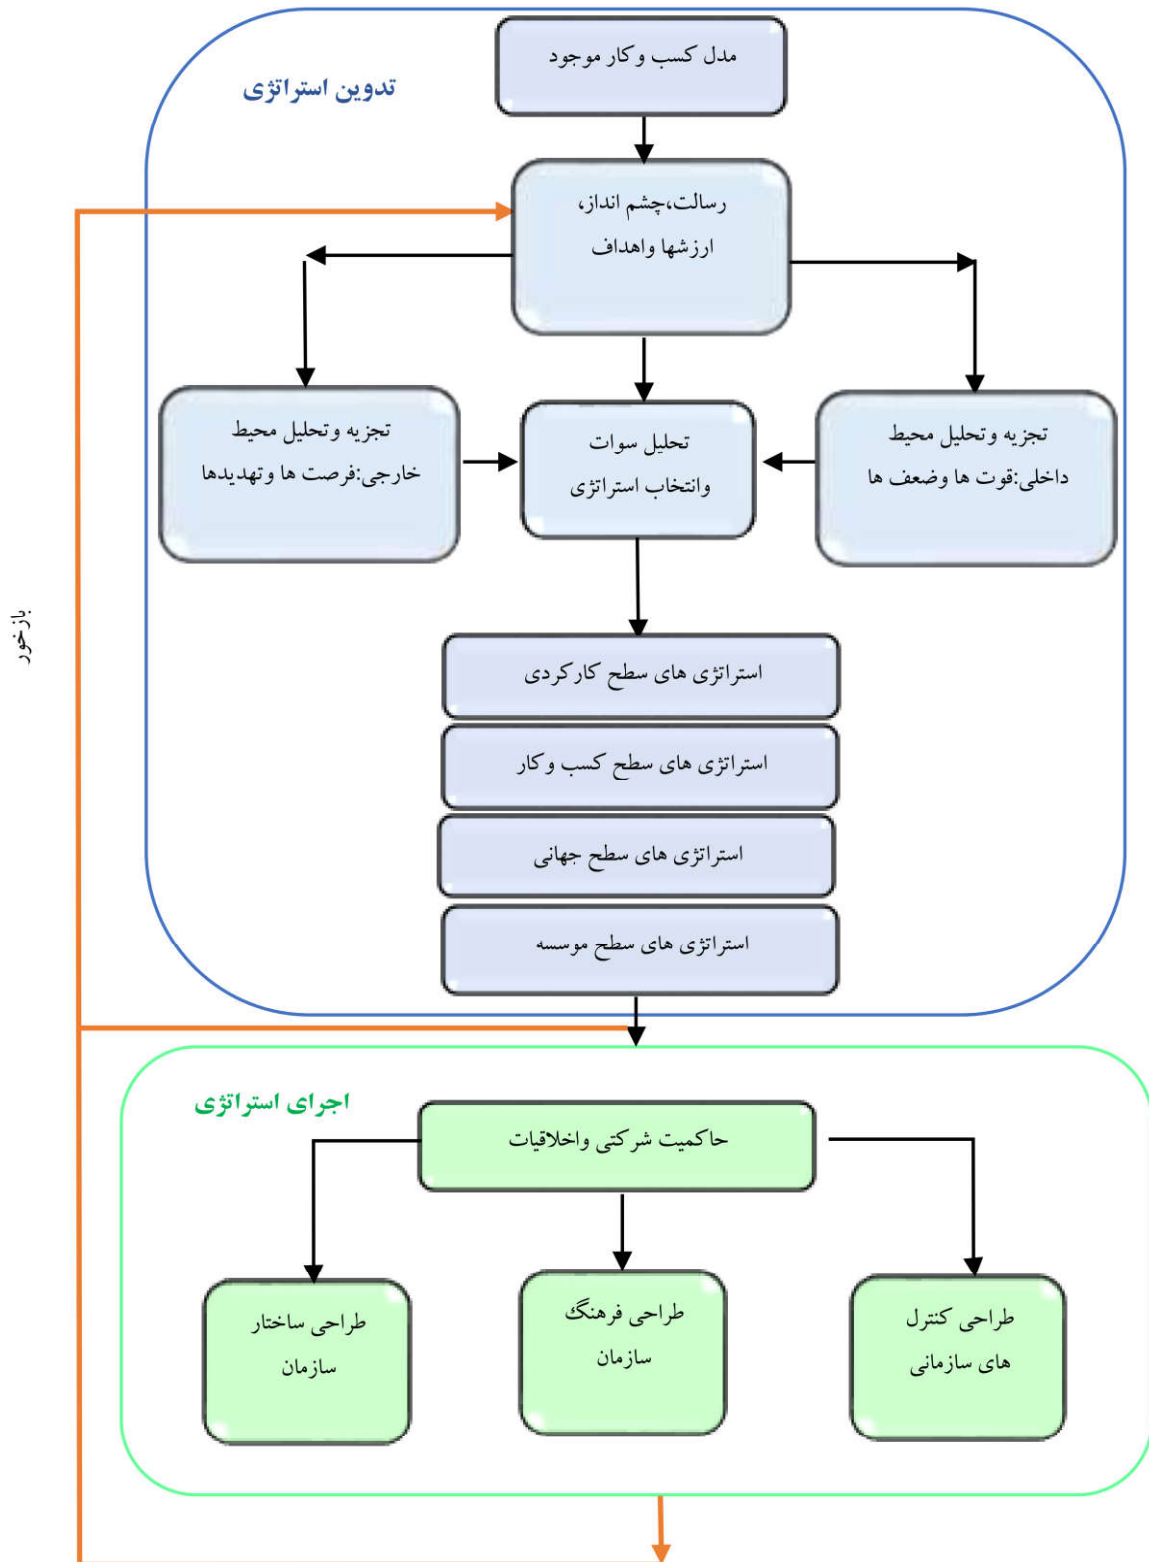 مدل کسب وکار موجود
تدوین استراتژی
رسالت،چشم انداز،
ارزشها واهداف
تجزیه وتحلیل محیط
داخلی:قوت ها وضعف ها
تحلیل سوات
وانتخاب استراتژی
تجزیه وتحلیل محیط
خارجی:فرصت ها وتهدیدها
بازخور
استراتژی های سطح کارکردی
استراتژی های سطح کسب وکار
استراتژی های سطح جهانی
استراتژی های سطح موسسه
اجرای استراتژی
حاکمیت شرکتی واخلاقیات
طراحی کنترل
های سازمانی
طراحی فرهنگ
سازمان
طراحی ساختار
سازمان